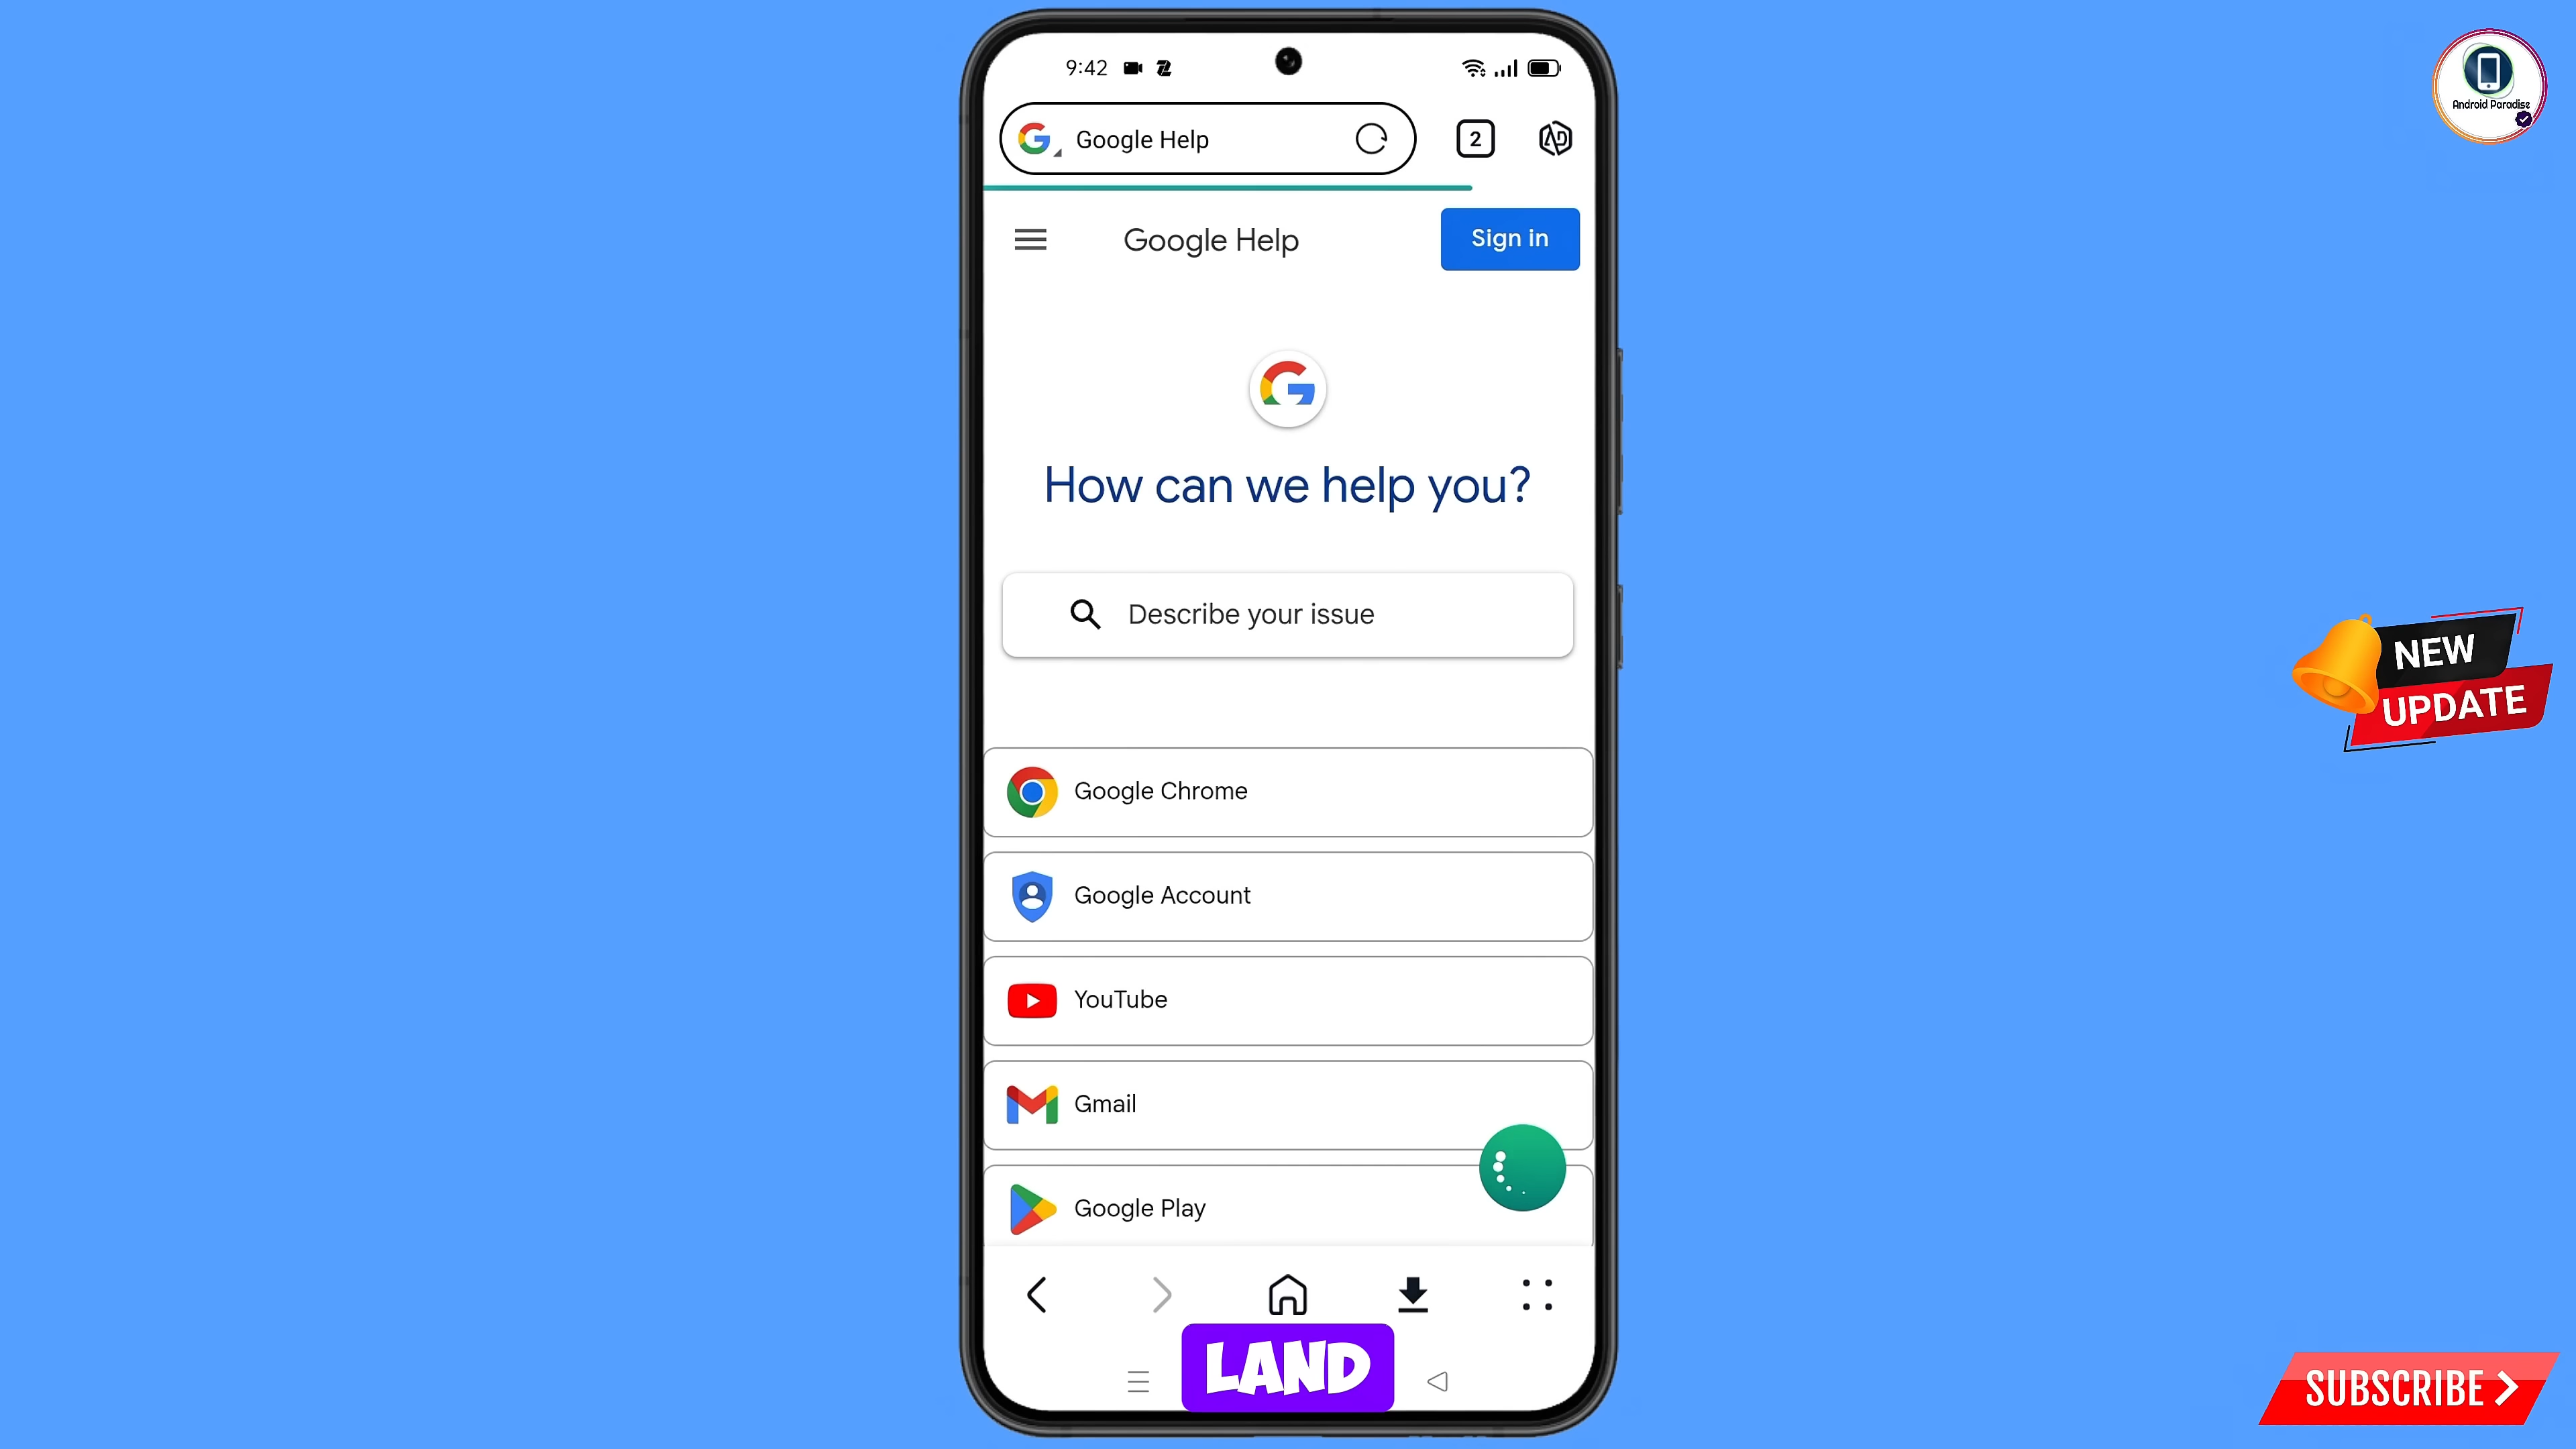 9:42
Google Help
2
AD
Google Help
Sign in
How can we help you?
Describe your issue
Google Chrome
Google Account
YouTube
Gmail
Google Play
LAND
Android Paradise
NEW
UPDATE
SUBSCRIBE